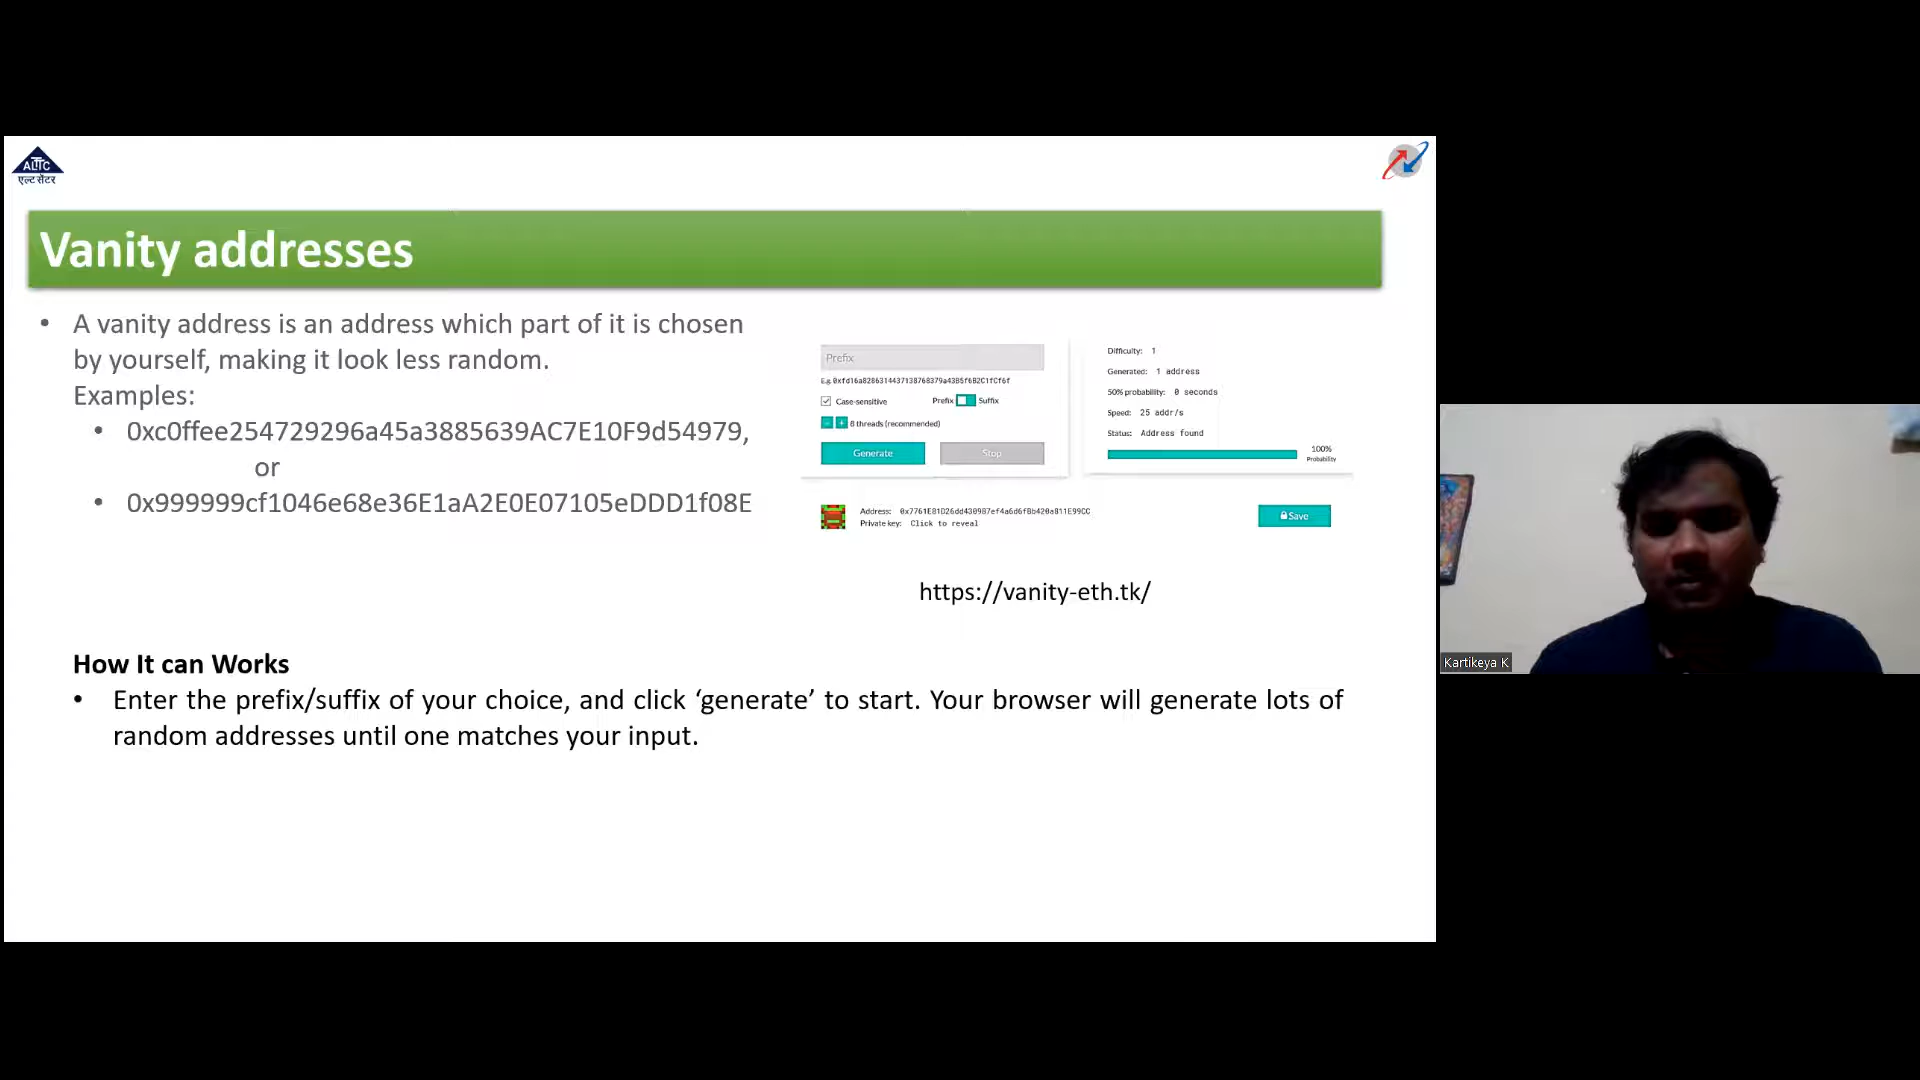 ALTTC
एल्ट सेंटर
Vanity addresses
• A vanity address is an address which part of it is chosen
by yourself, making it look less random.
Examples:
• 0xc0ffee254729296a45a3885639AC7E10F9d54979,
or
• 0x999999cf1046e68e36E1aA2E0E07105eDDD1f08E
Prefix
Case-sensitive
Prefix Suffix
- + 8 threads (recommended)
Generate Stop
Difficulty: 1
Generated: 1 address
50% probability: 0 seconds
Speed: 25 addr/s
Status: Address found
100%
Probability
Address:
Private key: Click to reveal
Save
https://vanity-eth.tk/
How It can Works
• Enter the prefix/suffix of your choice, and click ‘generate’ to start. Your browser will generate lots of
random addresses until one matches your input.
Kartikeya K